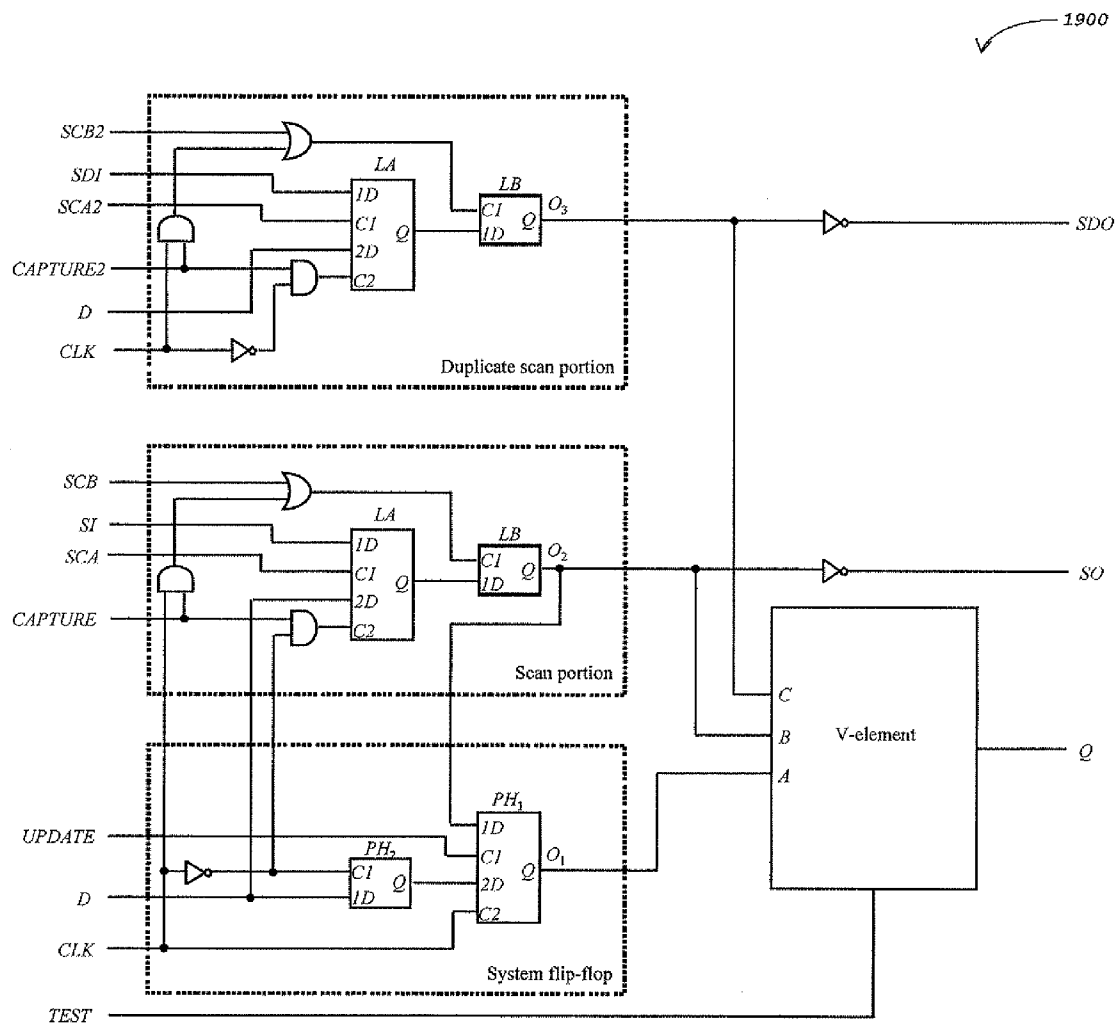 1900
SCB2
SDI
SCA2
CAPTURE2
D
CLK
LA
1D
C1
2D
C2
Q
LB
C1
1D
Q
O3
SDO
Duplicate scan portion
SCB
SI
SCA
CAPTURE
LA
1D
C1
2D
C2
Q
LB
C1
1D
Q
O2
SO
Scan portion
C
B
A
V-element
Q
UPDATE
D
CLK
PH2
C1
1D
Q
PH1
1D
C1
2D
C2
Q
O1
System flip-flop
TEST